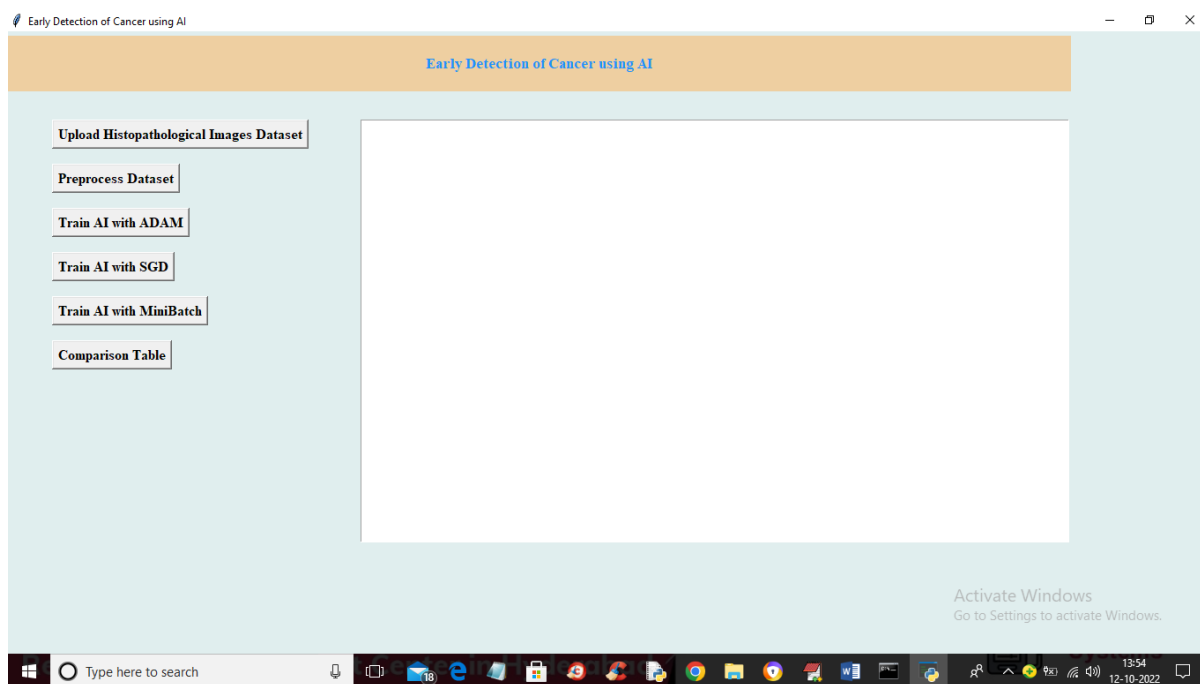 Early Detection of Cancer using AI
Early Detection of Cancer using AI
Upload Histopathological Images Dataset
Preprocess Dataset
Train AI with ADAM
Train AI with SGD
Train AI with MiniBatch
Comparison Table
Activate Windows
Go to Settings to activate Windows.
Type here to search
18
13:54
12-10-2022